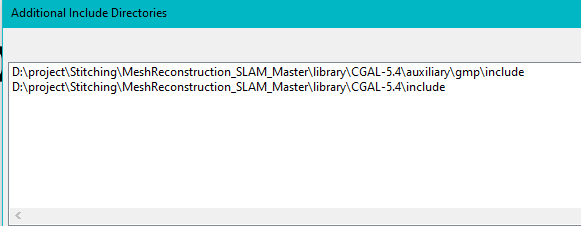 Additional Include Directories
D:\project\Stitching\MeshReconstruction_SLAM_Master\library\CGAL-5.4\auxiliary\gmp\include
D:\project\Stitching\MeshReconstruction_SLAM_Master\library\CGAL-5.4\include